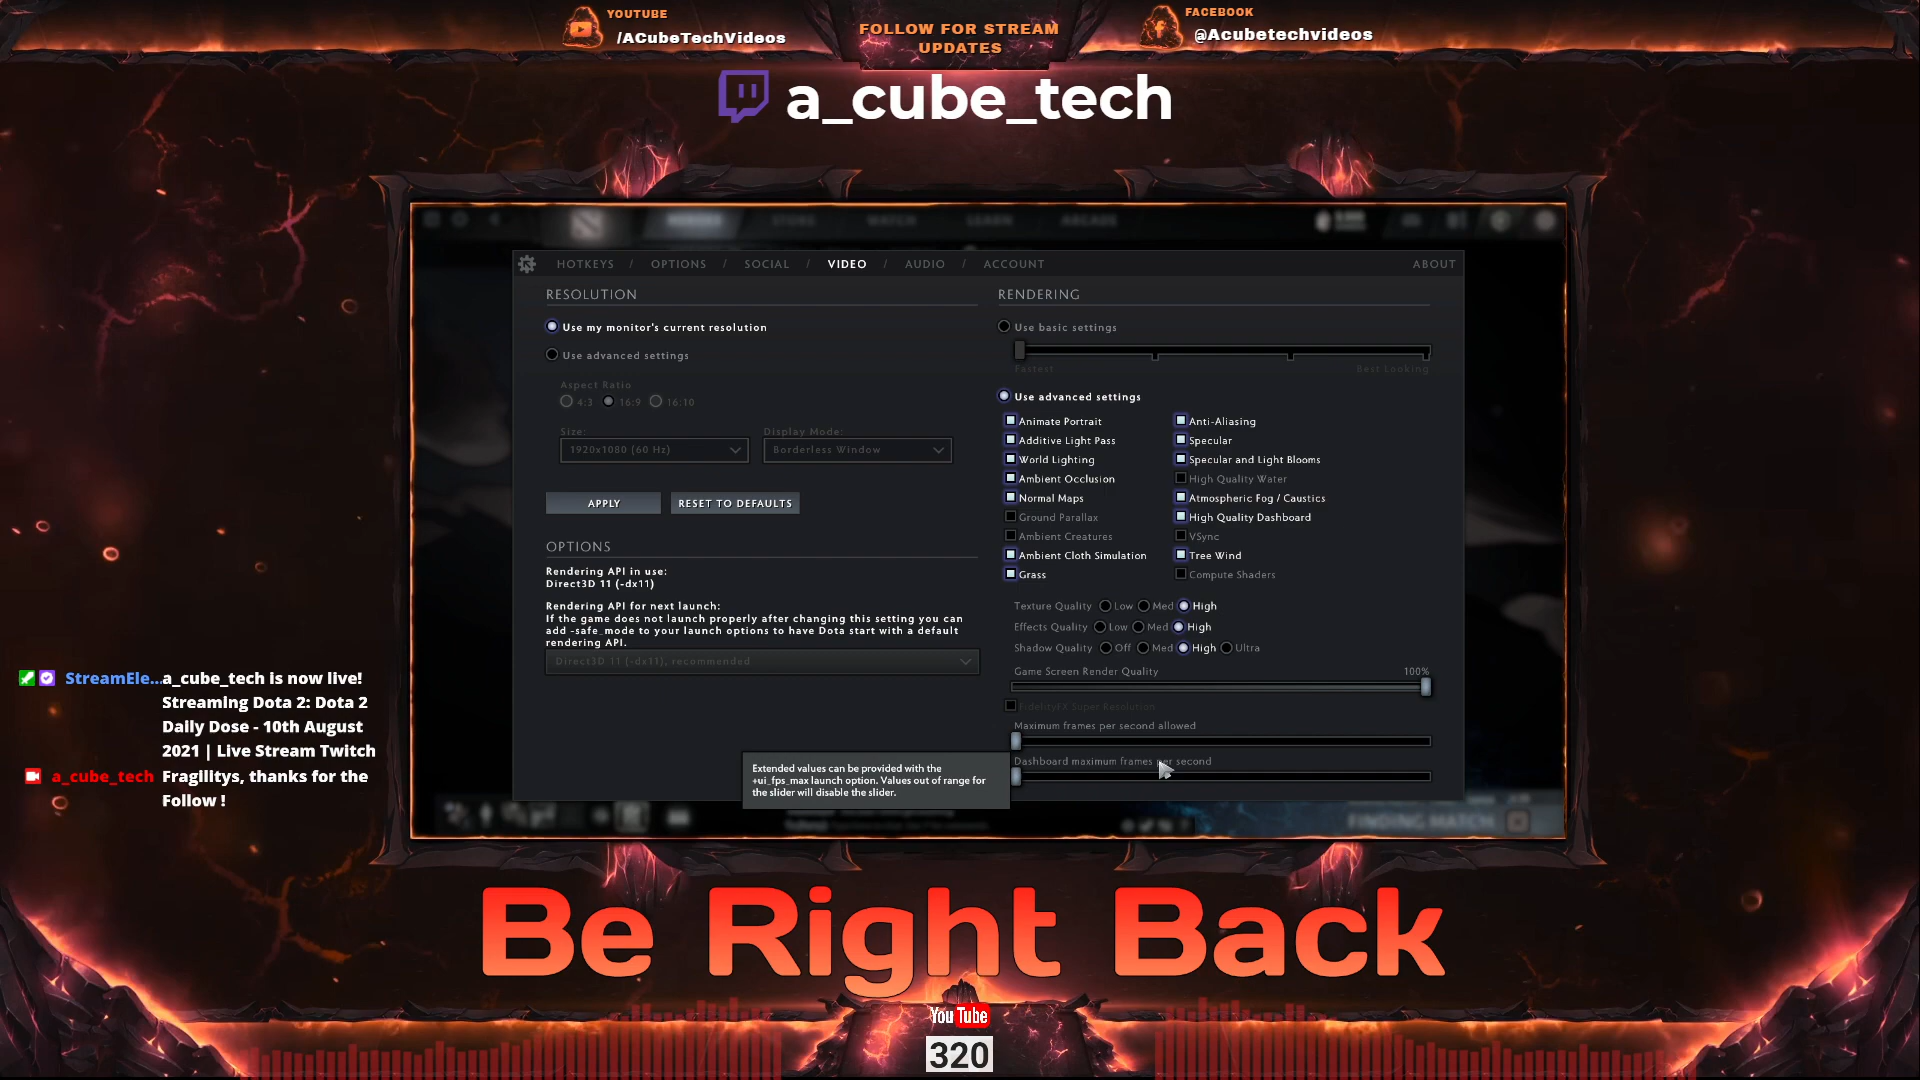 YOUTUBE
/ACubeTechVideos
FOLLOW FOR STREAM
UPDATES
FACEBOOK
@Acubetechvideos
a_cube_tech
HEROES
STORE
WATCH
LEARN
ARCADE
HOTKEYS / OPTIONS / SOCIAL / VIDEO / AUDIO / ACCOUNT
ABOUT
RESOLUTION
Use my monitor's current resolution
Use advanced settings
Aspect Ratio
4:3 16:9 16:10
Size: Display Mode:
1920x1080 (60 Hz) Borderless Window
APPLY RESET TO DEFAULTS
OPTIONS
Rendering API in use:
Direct3D 11 (-dx11)
Rendering API for next launch:
If the game does not launch properly after changing this setting you can
add -safe_mode to your launch options to have Dota start with a default
rendering API.
Direct3D 11 (-dx11), recommended
RENDERING
Use basic settings
Fastest Best Looking
Use advanced settings
Animate Portrait Anti-Aliasing
Additive Light Pass Specular
World Lighting Specular and Light Blooms
Ambient Occlusion High Quality Water
Normal Maps Atmospheric Fog / Caustics
Ground Parallax High Quality Dashboard
Ambient Creatures VSync
Ambient Cloth Simulation Tree Wind
Grass Compute Shaders
Texture Quality Low Med High
Effects Quality Low Med High
Shadow Quality Off Med High Ultra
Game Screen Render Quality 100%
FidelityFX Super Resolution
Maximum frames per second allowed
Dashboard maximum frames per second
Extended values can be provided with the
+ui_fps_max launch option. Values out of range for
the slider will disable the slider.
FINDING MATCH
StreamEle... a_cube_tech is now live!
Streaming Dota 2: Dota 2
Daily Dose - 10th August
2021 | Live Stream Twitch
a_cube_tech Fragilitys, thanks for the
Follow !
Be Right Back
YouTube
320